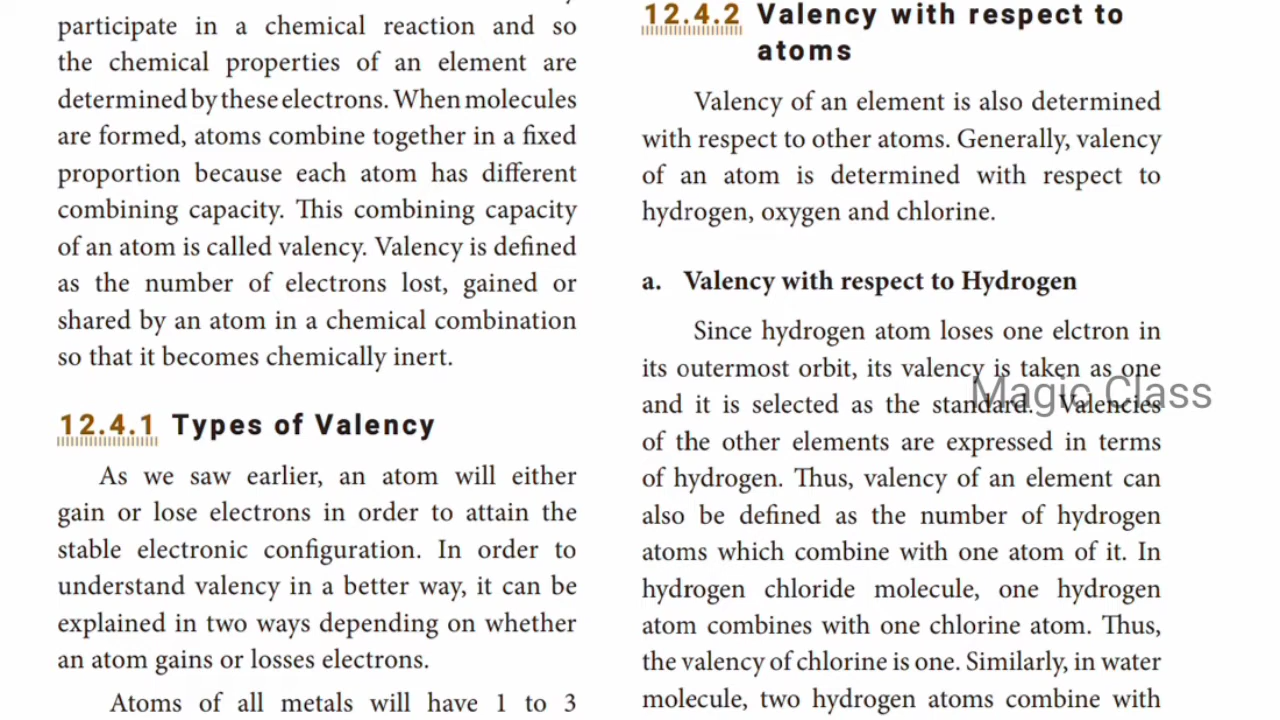 participate in a chemical reaction and so
the chemical properties of an element are
determined by these electrons. When molecules
are formed, atoms combine together in a fixed
proportion because each atom has different
combining capacity. This combining capacity
of an atom is called valency. Valency is defined
as the number of electrons lost, gained or
shared by an atom in a chemical combination
so that it becomes chemically inert.
12.4.1 Types of Valency
As we saw earlier, an atom will either
gain or lose electrons in order to attain the
stable electronic configuration. In order to
understand valency in a better way, it can be
explained in two ways depending on whether
an atom gains or losses electrons.
Atoms of all metals will have 1 to 3
12.4.2 Valency with respect to
atoms
Valency of an element is also determined
with respect to other atoms. Generally, valency
of an atom is determined with respect to
hydrogen, oxygen and chlorine.
a. Valency with respect to Hydrogen
Since hydrogen atom loses one elctron in
its outermost orbit, its valency is taken as one
and it is selected as the standard. Valencies
of the other elements are expressed in terms
of hydrogen. Thus, valency of an element can
also be defined as the number of hydrogen
atoms which combine with one atom of it. In
hydrogen chloride molecule, one hydrogen
atom combines with one chlorine atom. Thus,
the valency of chlorine is one. Similarly, in water
molecule, two hydrogen atoms combine with
Magic Class